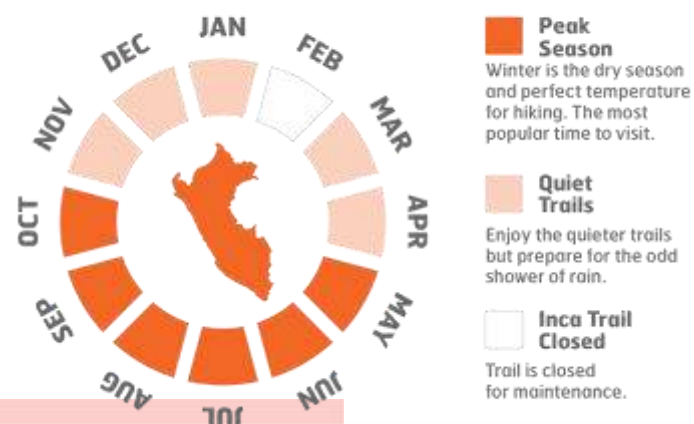 JAN
FEB
MAR
APR
MAY
JUN
JUL
AUG
SEP
OCT
NOV
DEC
Peak
Season
Winter is the dry season
and perfect temperature
for hiking. The most
popular time to visit.
Quiet
Trails
Enjoy the quieter trails
but prepare for the odd
shower of rain.
Inca Trail
Closed
Trail is closed
for maintenance.